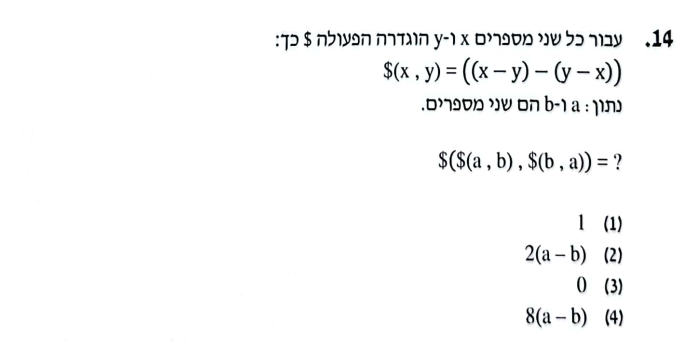 14. עבור כל שני מספרים x ו-y הוגדרה הפעולה $ כך:
$(x , y) = ((x – y) – (y – x))
נתון: a ו-b הם שני מספרים.
$($(a , b) , $(b , a)) = ?
(1) 1
(2) 2(a – b)
(3) 0
(4) 8(a – b)